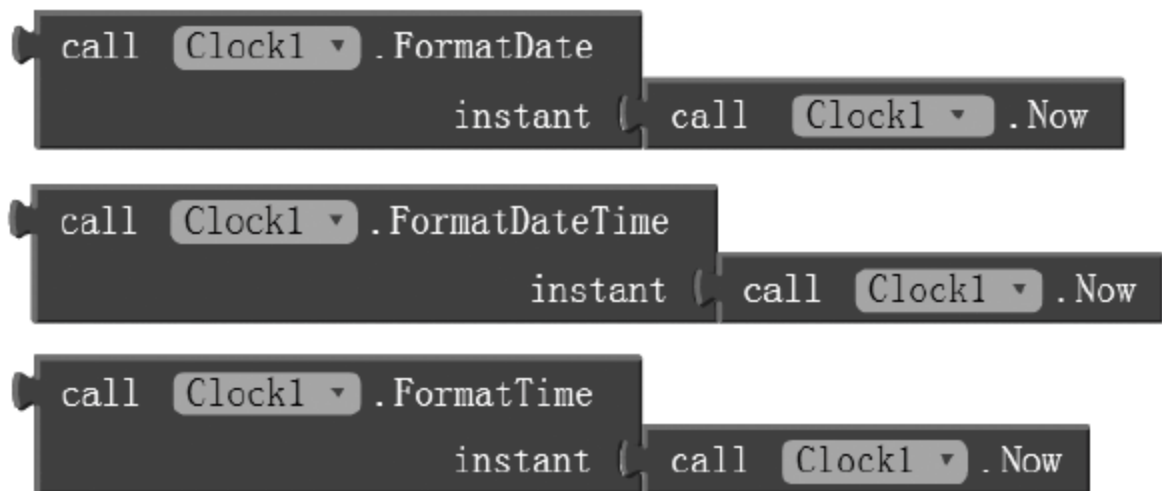 call Clock1 .FormatDate
instant call Clock1 .Now
call Clock1 .FormatDateTime
instant call Clock1 .Now
call Clock1 .FormatTime
instant call Clock1 .Now